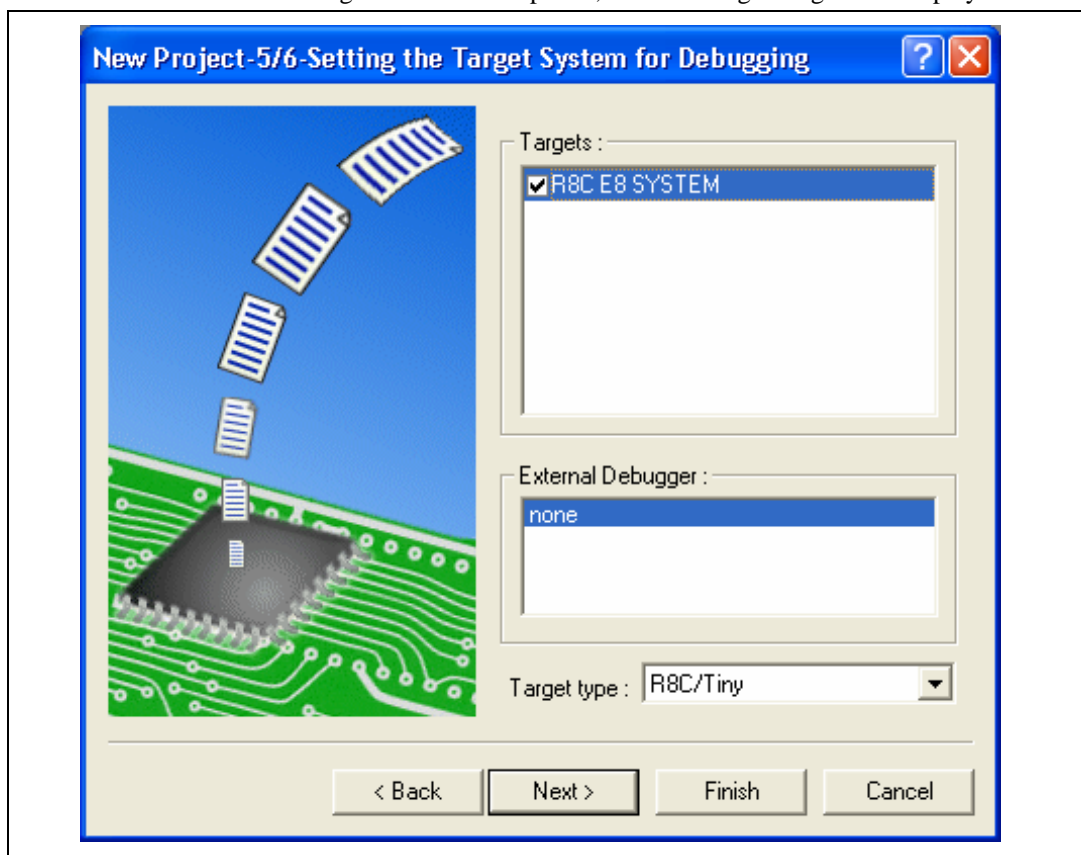 New Project-5/6-Setting the Target System for Debugging
Targets :
R8C E8 SYSTEM
External Debugger :
none
Target type : R8C/Tiny
< Back Next > Finish Cancel